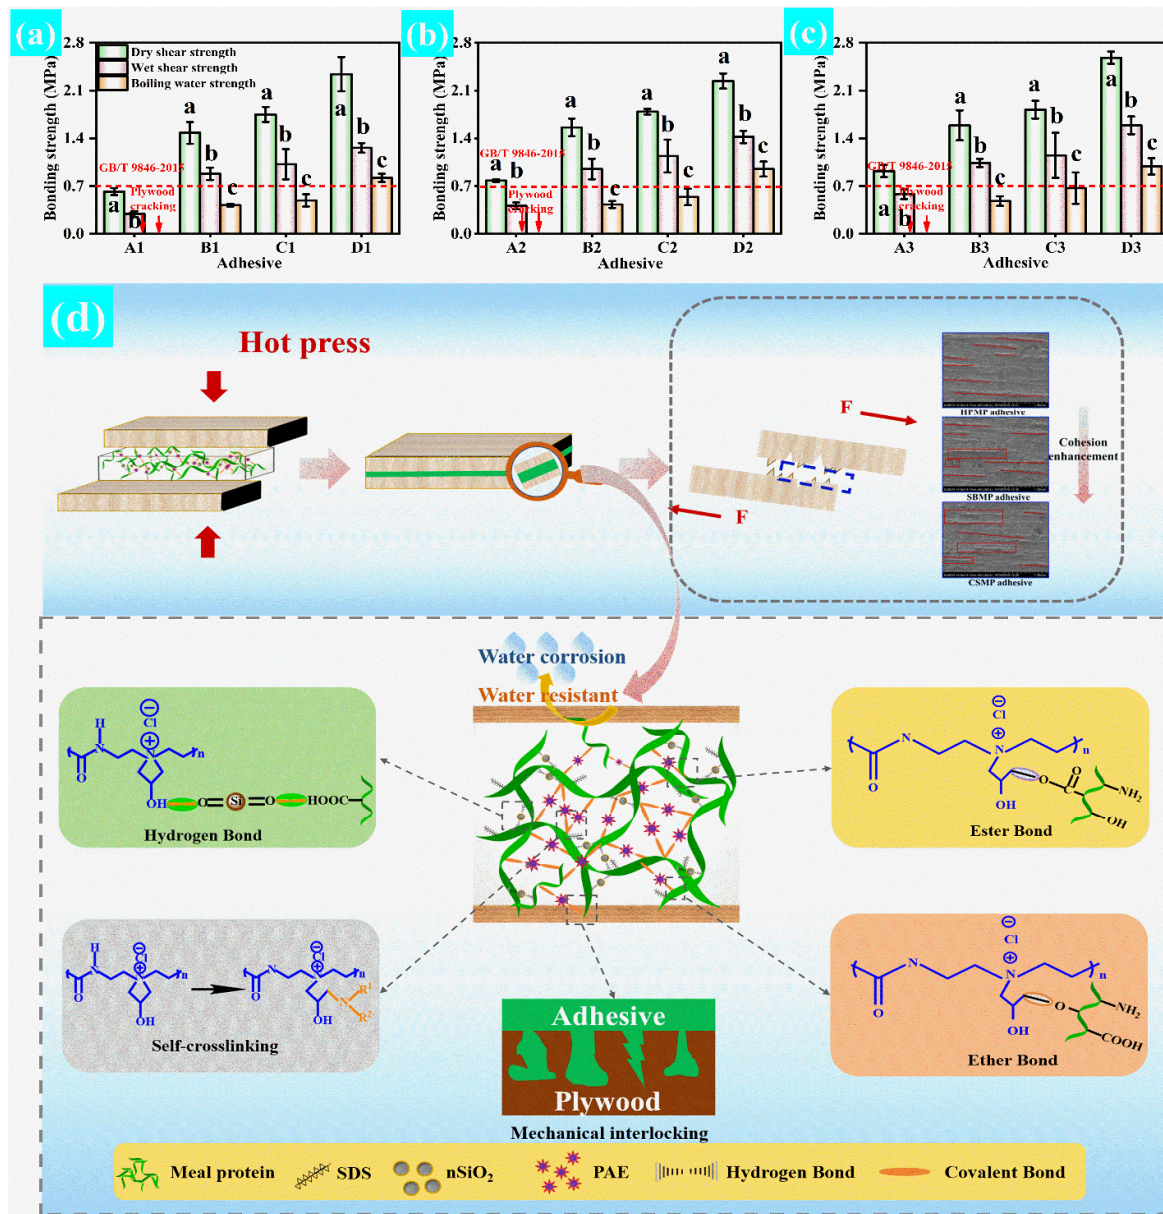 (a)
Bonding strength (MPa)
2.8
2.1
1.4
0.7
0.0
Dry shear strength
Wet shear strength
Boiling water strength
GB/T 9846-2015
Plywood
cracking
a
b
a
b
c
a
b
c
a
b
c
A1
B1
C1
D1
Adhesive
(b)
Bonding strength (MPa)
2.8
2.1
1.4
0.7
0.0
GB/T 9846-2015
Plywood
cracking
a
b
a
b
c
a
b
c
a
b
c
A2
B2
C2
D2
Adhesive
(c)
Bonding strength (MPa)
2.8
2.1
1.4
0.7
0.0
GB/T 9846-2015
Plywood
cracking
a
b
a
b
c
a
b
c
a
b
c
A3
B3
C3
D3
Adhesive
(d)
Hot press
F
F
HPMP adhesive
SBMP adhesive
CSMP adhesive
Cohesion
enhancement
Water corrosion
Water resistant
H
N
O
Cl
N
n
OH
O
Si
O
HOOC
Hydrogen Bond
N
O
Cl
N
n
OH
O
O
C
NH2
OH
Ester Bond
H
N
O
Cl
N
n
OH
N
O
Cl
N
n
OH
N
R1
R2
Self-crosslinking
N
O
Cl
N
n
OH
O
NH2
COOH
Ether Bond
Adhesive
Plywood
Mechanical interlocking
Meal protein
SDS
nSiO2
PAE
Hydrogen Bond
Covalent Bond